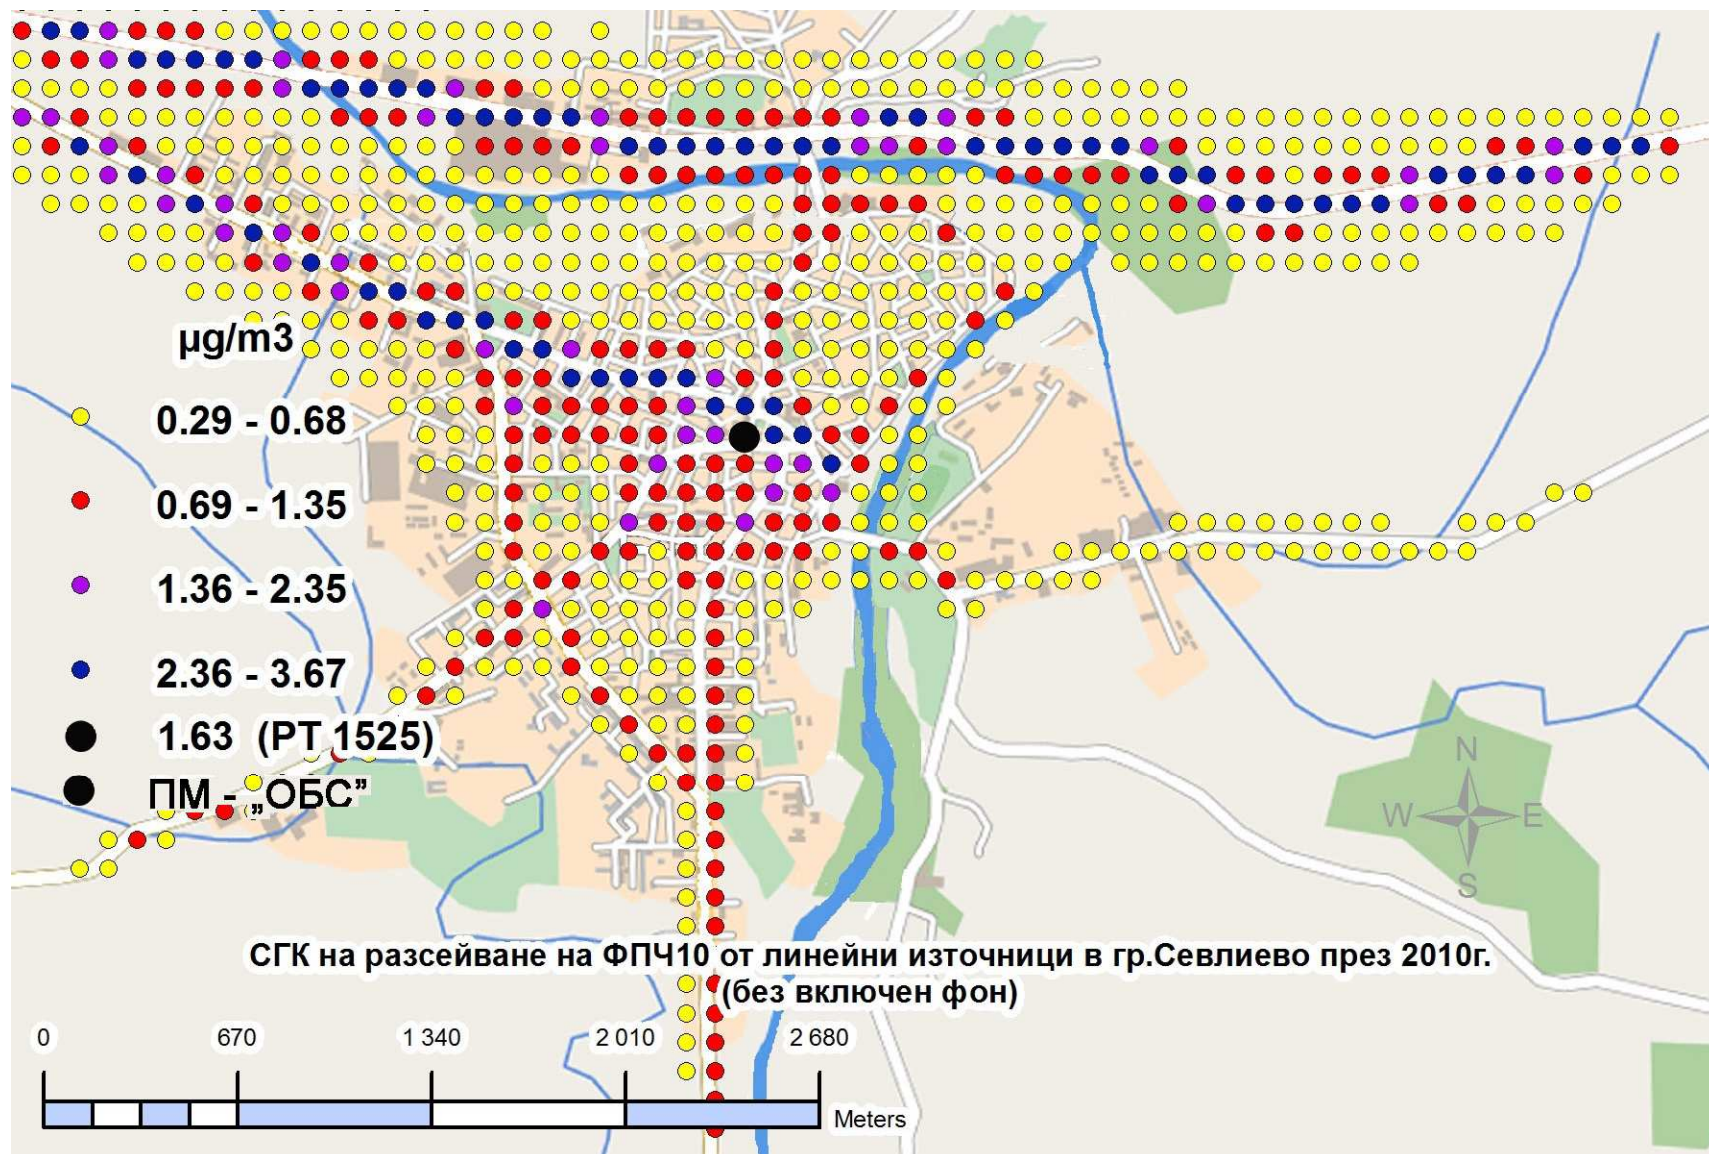 µg/m3
0.29 - 0.68
0.69 - 1.35
1.36 - 2.35
2.36 - 3.67
1.63 (РТ 1525)
ПМ - „ОБС”
N
W E
S
СГК на разсейване на ФПЧ10 от линейни източници в гр.Севлиево през 2010г.
(без включен фон)
0 670 1 340 2 010 2 680
Meters